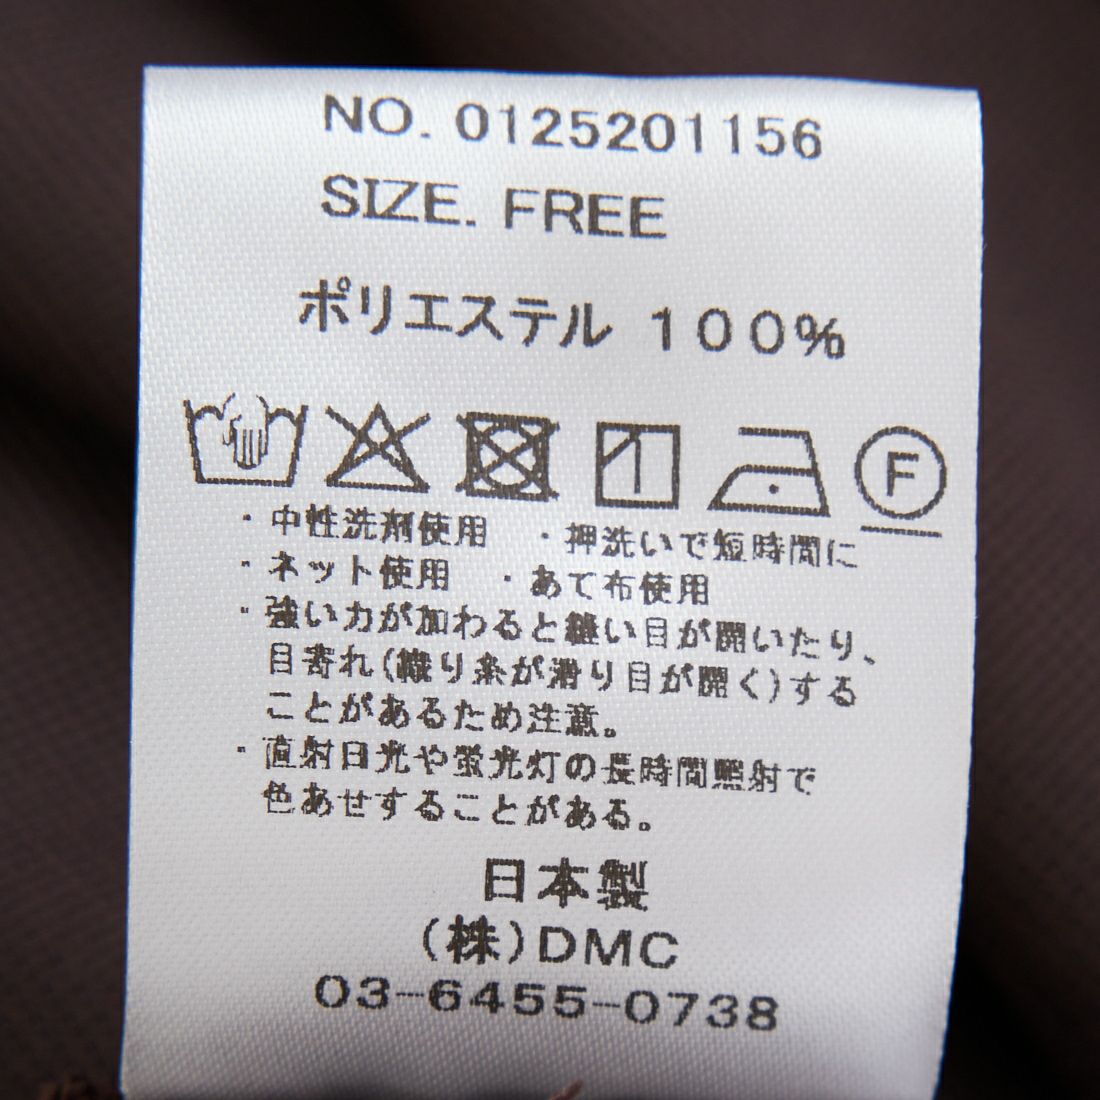 NO. 0125201156
SIZE. FREE
ポリエステル 100%
F
・中性洗剤使用 ・押洗いで短時間に
・ネット使用 ・あて布使用
・強い力が加わると縫い目が開いたり、
目寄れ(織り糸が滑り目が開く)する
ことがあるため注意。
・直射日光や蛍光灯の長時間照射で
色あせすることがある。
日本製
(株)DMC
03-6455-0738